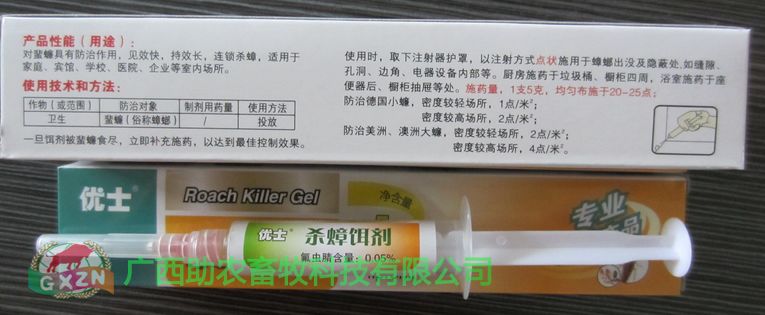 产品性能（用途）：
对蜚蠊具有防治作用，见效快，持效长，连锁杀蟑，适用于
家庭、宾馆、学校、医院、企业等室内场所。
使用技术和方法：
作物（或范围） 防治对象 制剂用药量 使用方法
卫生 蜚蠊（俗称蟑螂） / 投放
一旦饵剂被蜚蠊食尽，立即补充施药，以达到最佳控制效果。
使用时，取下注射器护罩，以注射方式点状施用于蟑螂出没及隐蔽处，如缝隙、
孔洞、边角、电器设备内部等。厨房施药于垃圾桶、橱柜四周，浴室施药于座
便器后、橱柜抽屉等处。施药量，1支5克，均匀布施于20-25点；
防治德国小蠊，密度较轻场所，1点/米²；
密度较高场所，2点/米²；
防治美洲、澳洲大蠊，密度较轻场所，2点/米²；
密度较高场所，4点/米²。
优士
Roach Killer Gel
净含量
专业
优士 杀蟑饵剂
氟虫腈含量：0.05%
GXZN
广西助农畜牧科技有限公司